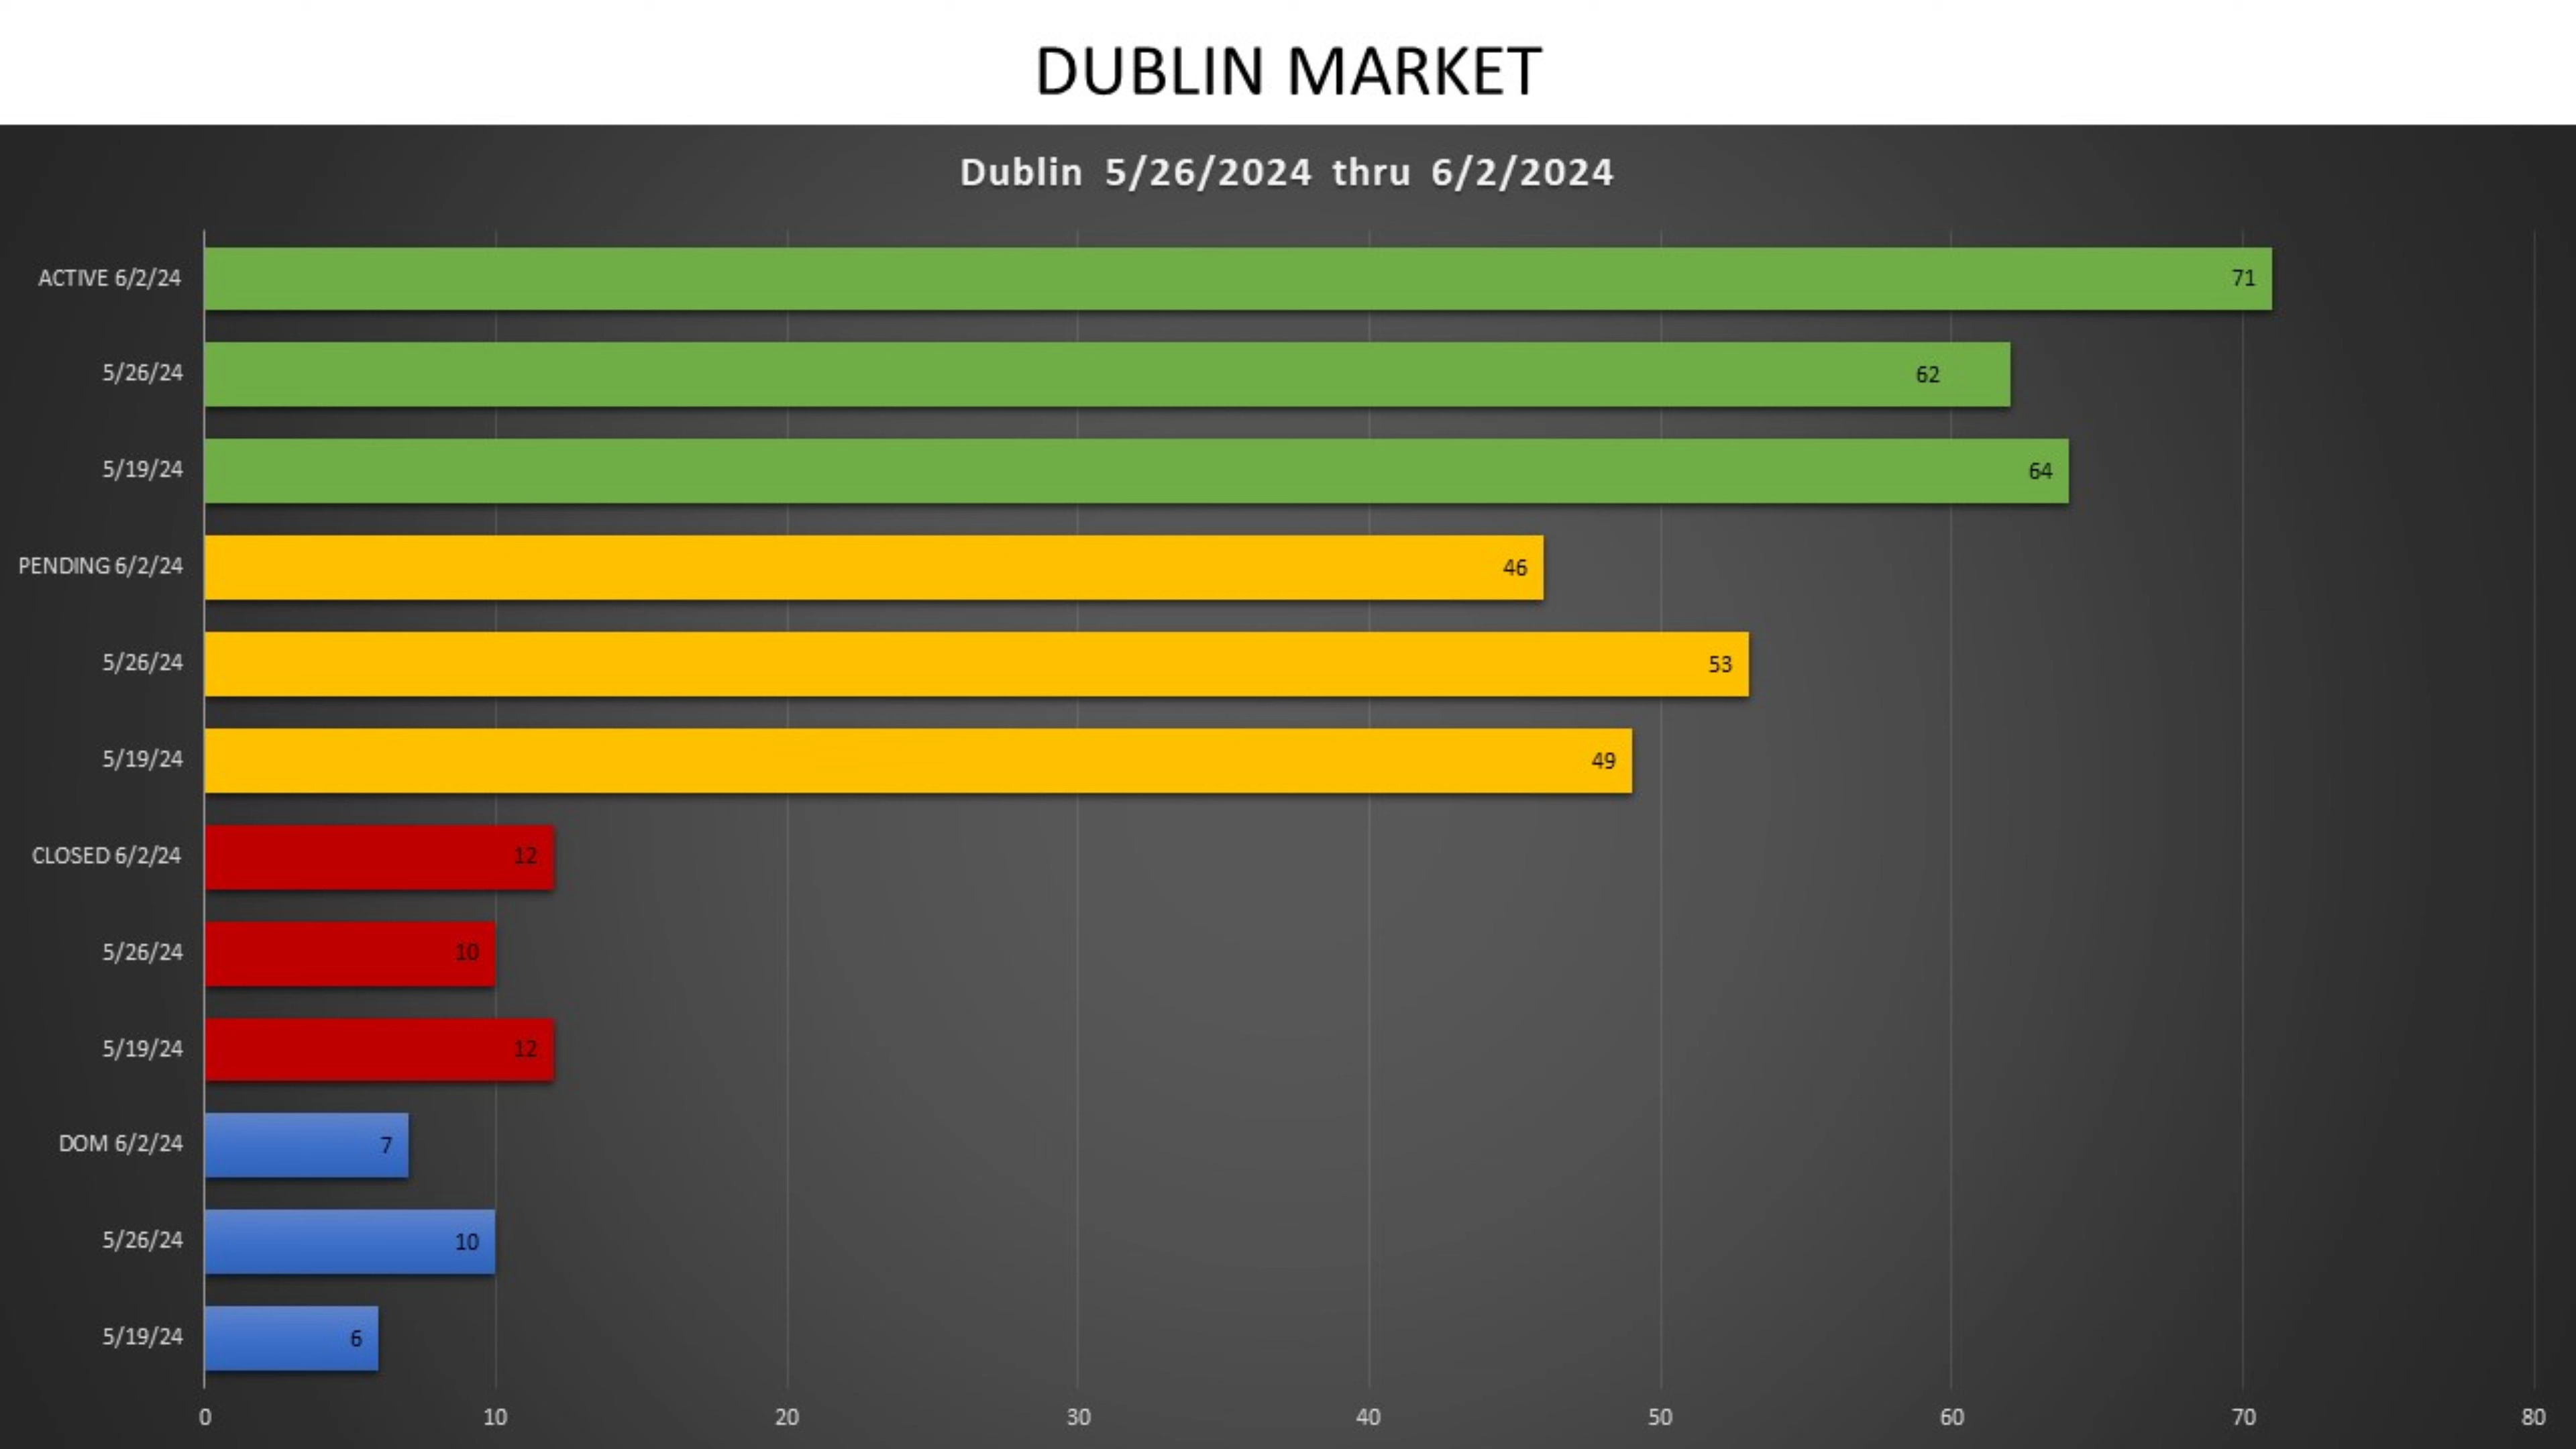 DUBLIN MARKET
Dublin 5/26/2024 thru 6/2/2024
ACTIVE 6/2/24 71
5/26/24 62
5/19/24 64
PENDING 6/2/24 46
5/26/24 53
5/19/24 49
CLOSED 6/2/24 12
5/26/24 10
5/19/24 12
DOM 6/2/24 7
5/26/24 10
5/19/24 6
0 10 20 30 40 50 60 70 80